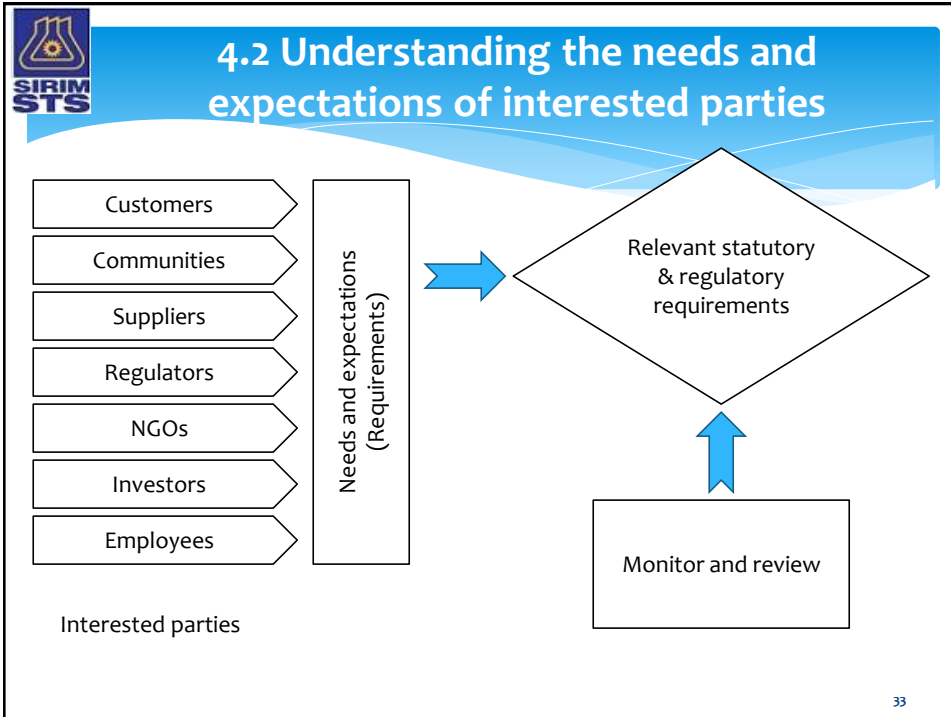 SIRIM
STS
4.2 Understanding the needs and
expectations of interested parties
Customers
Communities
Suppliers
Regulators
NGOs
Investors
Employees
Interested parties
Needs and expectations
(Requirements)
Relevant statutory
& regulatory
requirements
Monitor and review
33